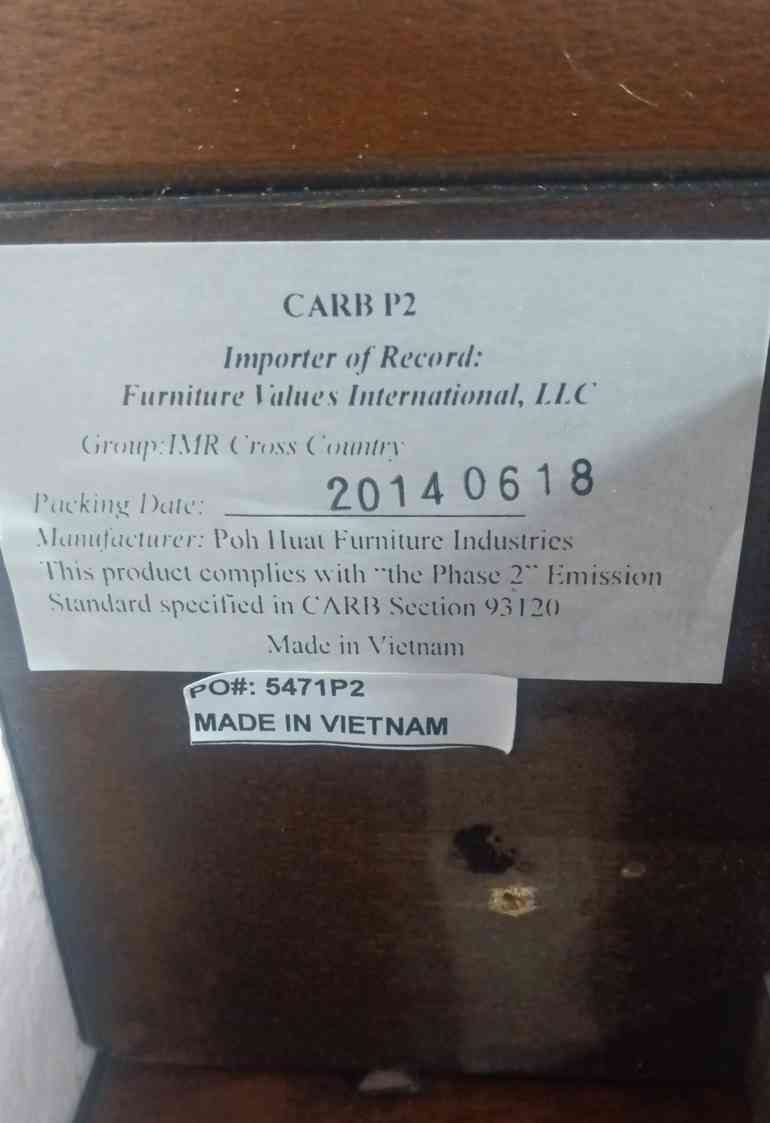 CARB P2
Importer of Record:
Furniture Values International, LLC
Group:IMR Cross Country
Packing Date: 20140618
Manufacturer: Poh Huat Furniture Industries
This product complies with "the Phase 2" Emission
Standard specified in CARB Section 93120
Made in Vietnam
PO#: 5471P2
MADE IN VIETNAM